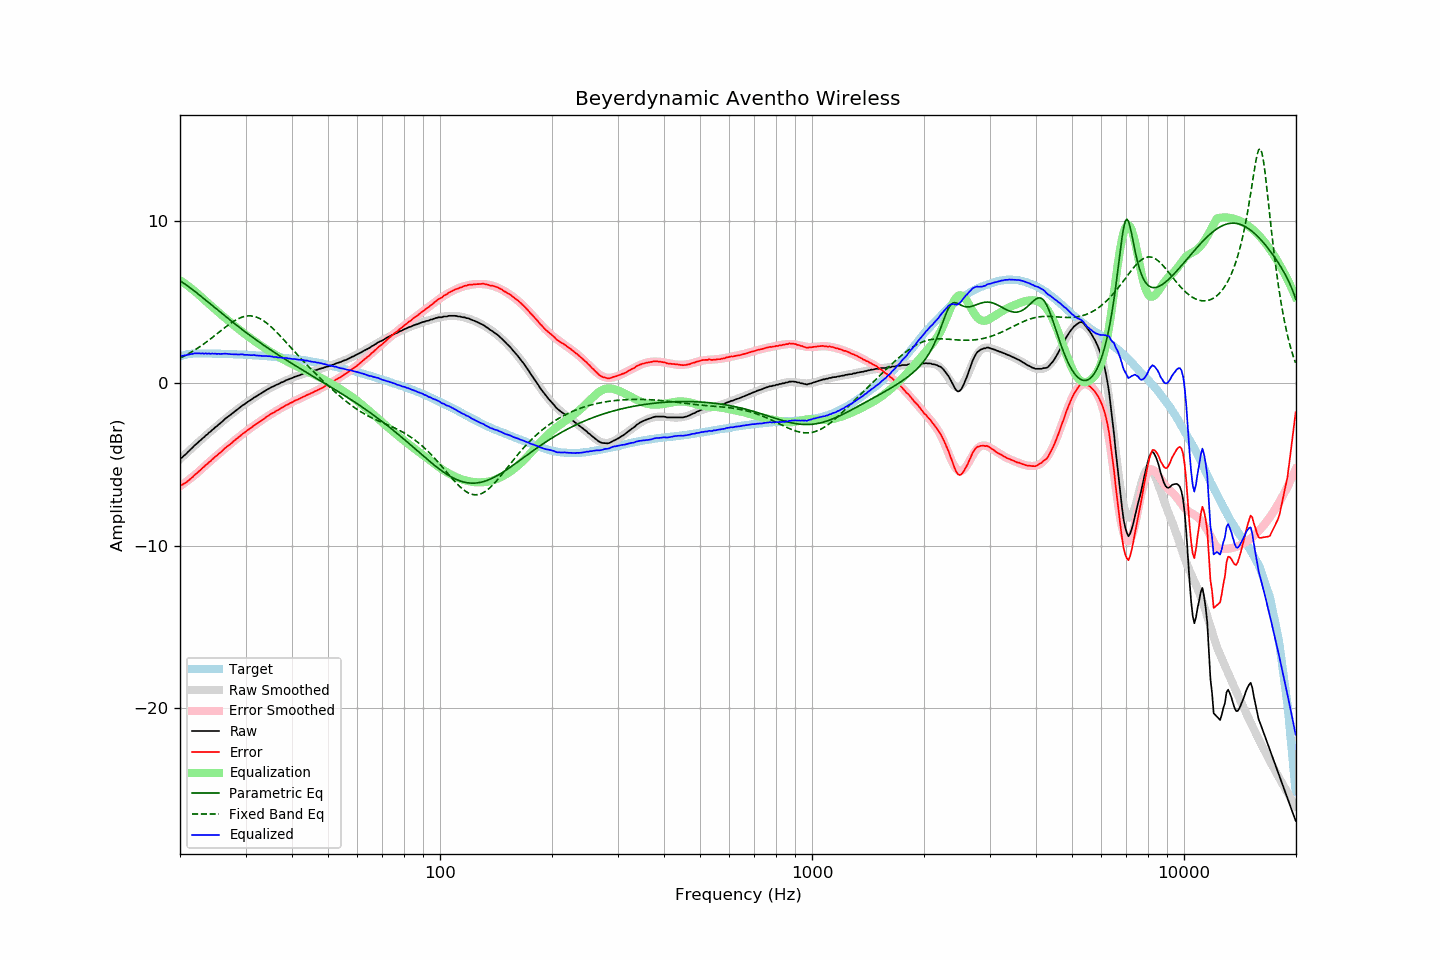 Beyerdynamic Aventho Wireless
Amplitude (dBr)
10
0
−10
−20
Target
Raw Smoothed
Error Smoothed
Raw
Error
Equalization
Parametric Eq
Fixed Band Eq
Equalized
100
1000
10000
Frequency (Hz)